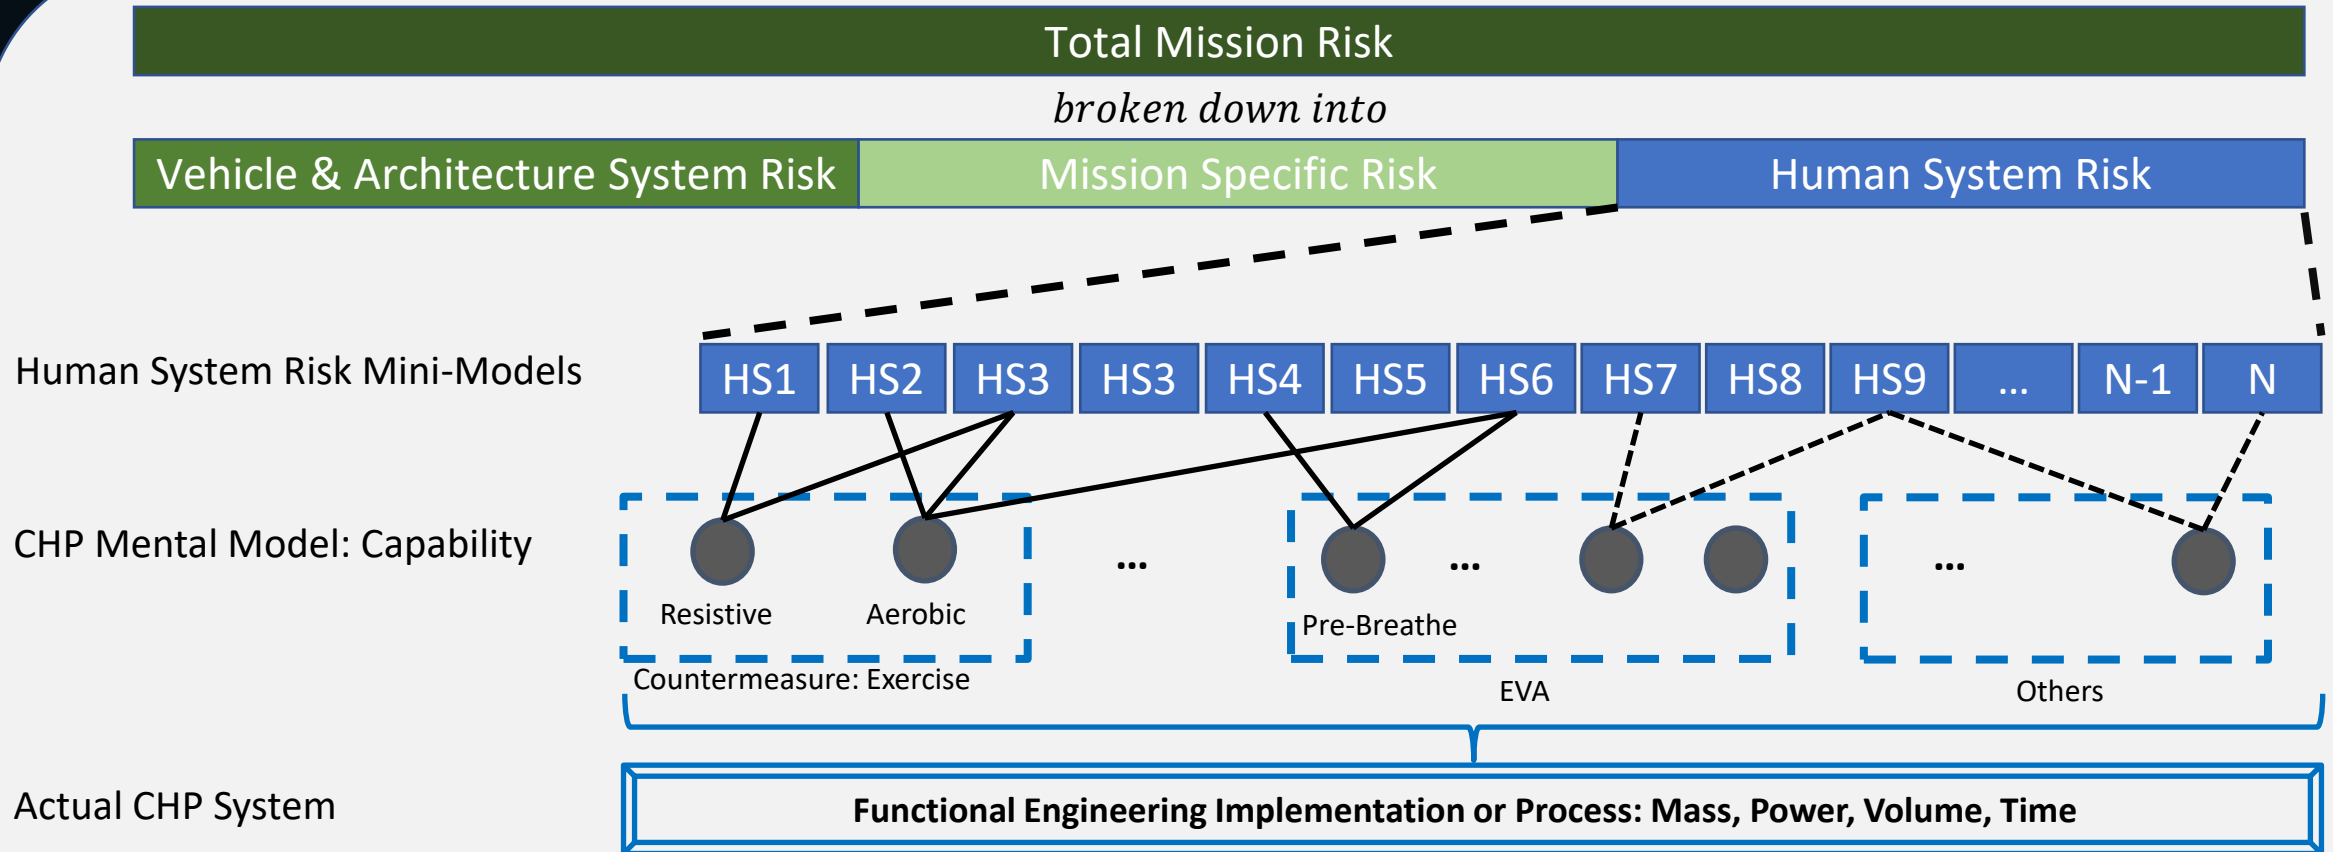 Total Mission Risk
broken down into
Vehicle & Architecture System Risk
Mission Specific Risk
Human System Risk
Human System Risk Mini-Models
HS1
HS2
HS3
HS3
HS4
HS5
HS6
HS7
HS8
HS9
...
N-1
N
CHP Mental Model: Capability
...
...
...
Resistive
Aerobic
Pre-Breathe
Countermeasure: Exercise
EVA
Others
Actual CHP System
Functional Engineering Implementation or Process: Mass, Power, Volume, Time